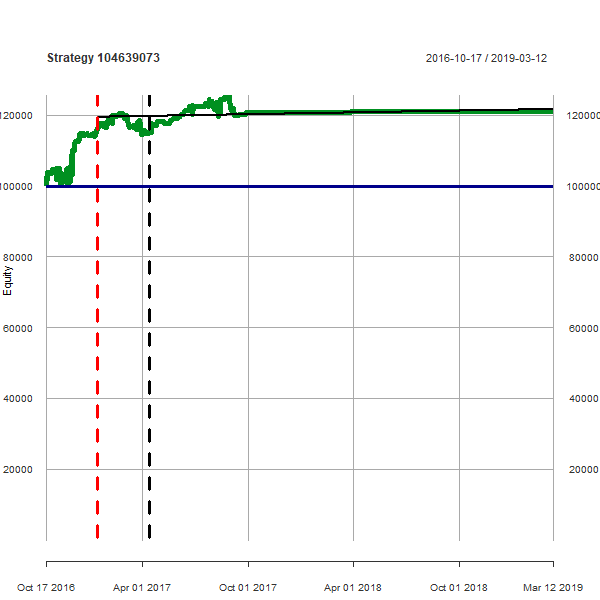 Strategy 104639073
2016-10-17 / 2019-03-12
120000
120000
100000
100000
80000
80000
Equity
60000
60000
40000
40000
20000
20000
Oct 17 2016
Apr 01 2017
Oct 01 2017
Apr 01 2018
Oct 01 2018
Mar 12 2019